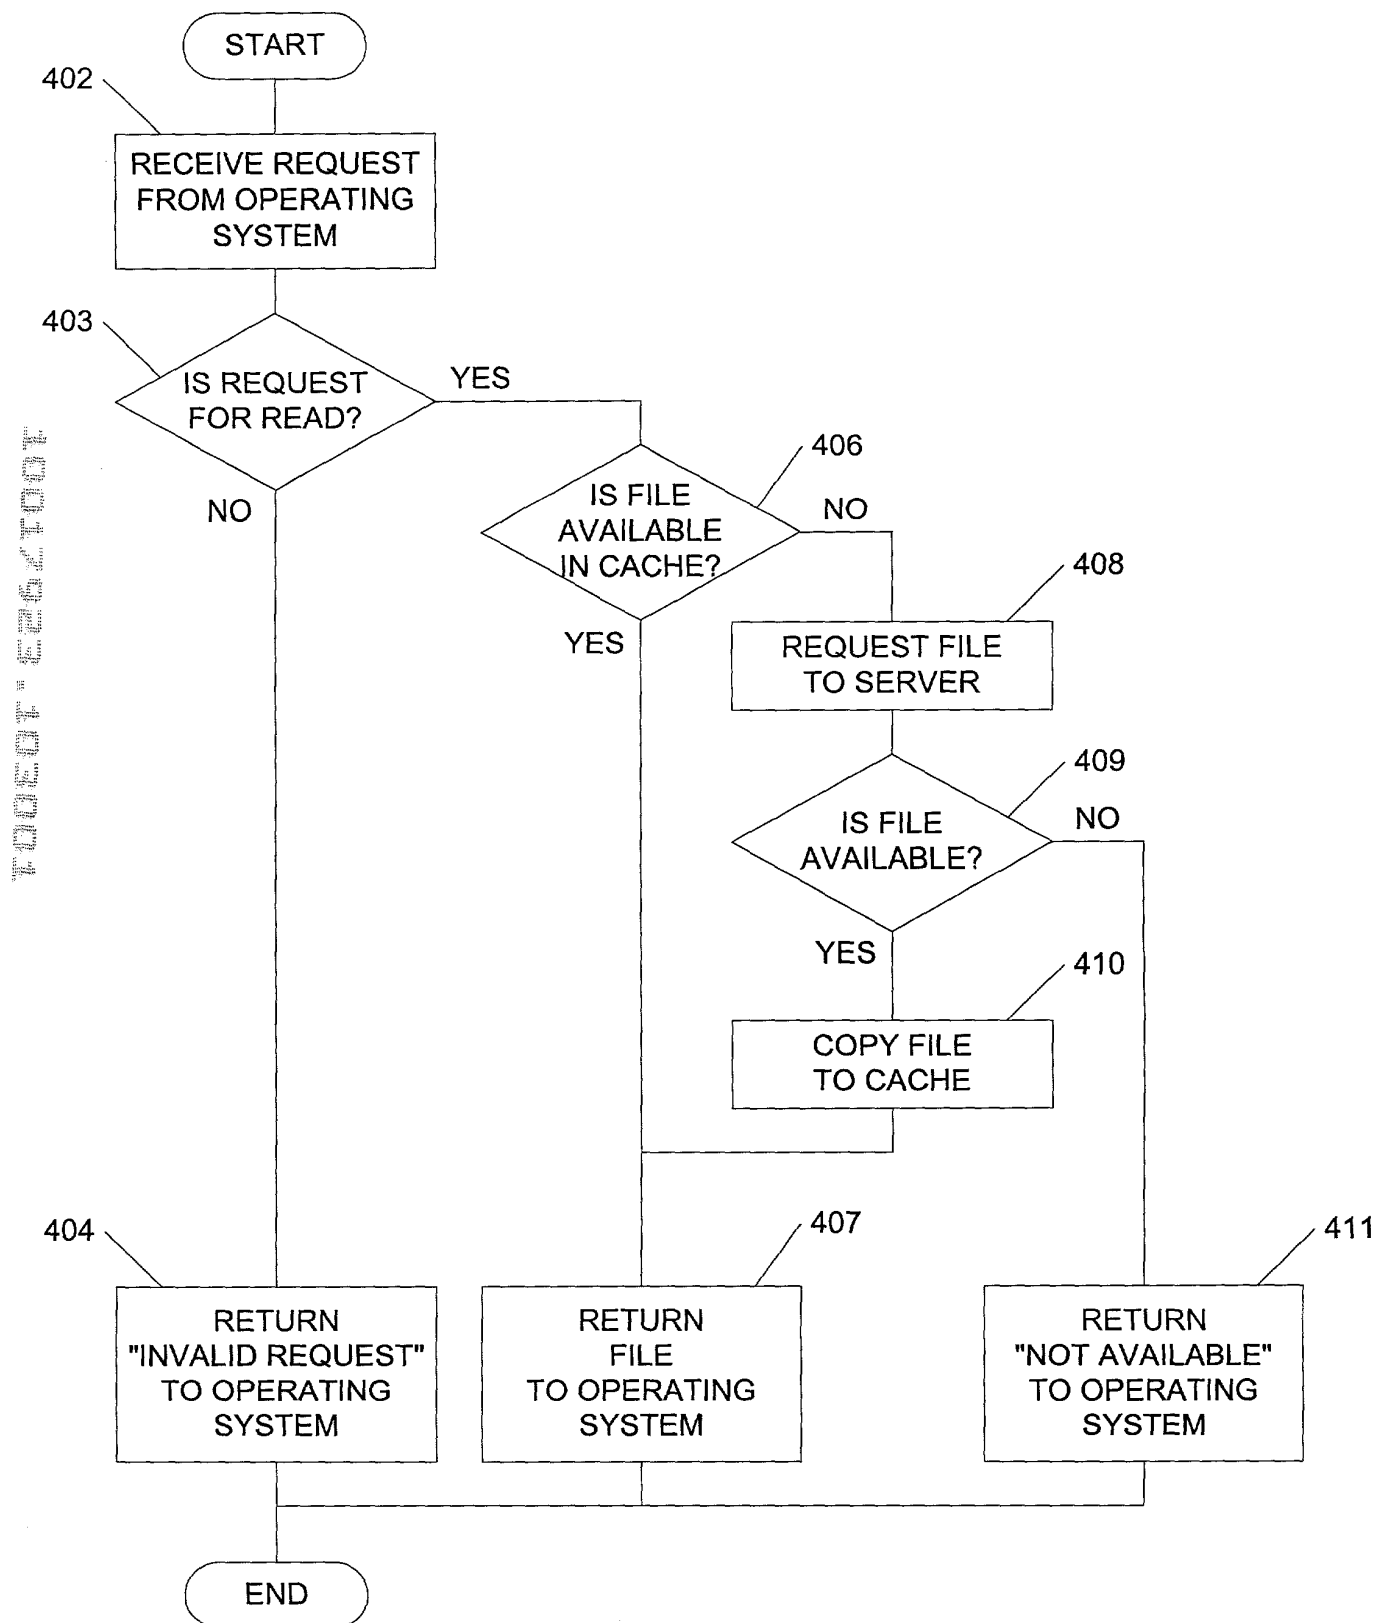 START
402
RECEIVE REQUEST
FROM OPERATING
SYSTEM
403
IS REQUEST
FOR READ?
YES
NO
406
IS FILE
AVAILABLE
IN CACHE?
NO
YES
408
REQUEST FILE
TO SERVER
409
IS FILE
AVAILABLE?
NO
YES
410
COPY FILE
TO CACHE
404
RETURN
"INVALID REQUEST"
TO OPERATING
SYSTEM
407
RETURN
FILE
TO OPERATING
SYSTEM
411
RETURN
"NOT AVAILABLE"
TO OPERATING
SYSTEM
END